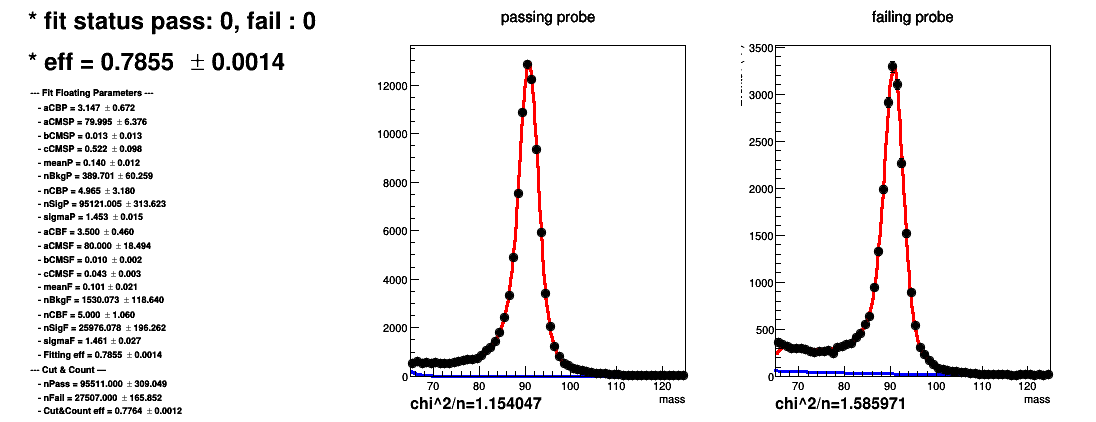 * fit status pass: 0, fail : 0
* eff = 0.7855 ± 0.0014
--- Fit Floating Parameters ---
- aCBP = 3.147 ± 0.672
- aCMSP = 79.995 ± 6.376
- bCMSP = 0.013 ± 0.013
- cCMSP = 0.522 ± 0.098
- meanP = 0.140 ± 0.012
- nBkgP = 389.701 ± 60.259
- nCBP = 4.965 ± 3.180
- nSigP = 95121.005 ± 313.623
- sigmaP = 1.453 ± 0.015
- aCBF = 3.500 ± 0.460
- aCMSF = 80.000 ± 18.494
- bCMSF = 0.010 ± 0.002
- cCMSF = 0.043 ± 0.003
- meanF = 0.101 ± 0.021
- nBkgF = 1530.073 ± 118.640
- nCBF = 5.000 ± 1.060
- nSigF = 25976.078 ± 196.262
- sigmaF = 1.461 ± 0.027
- Fitting eff = 0.7855 ± 0.0014
--- Cut & Count ---
- nPass = 95511.000 ± 309.049
- nFail = 27507.000 ± 165.852
- Cut&Count eff = 0.7764 ± 0.0012
passing probe
12000
10000
8000
6000
4000
2000
0
70 80 90 100 110 120
mass
chi^2/n=1.154047
failing probe
3500
3000
2500
2000
1500
1000
500
0
70 80 90 100 110 120
mass
chi^2/n=1.585971